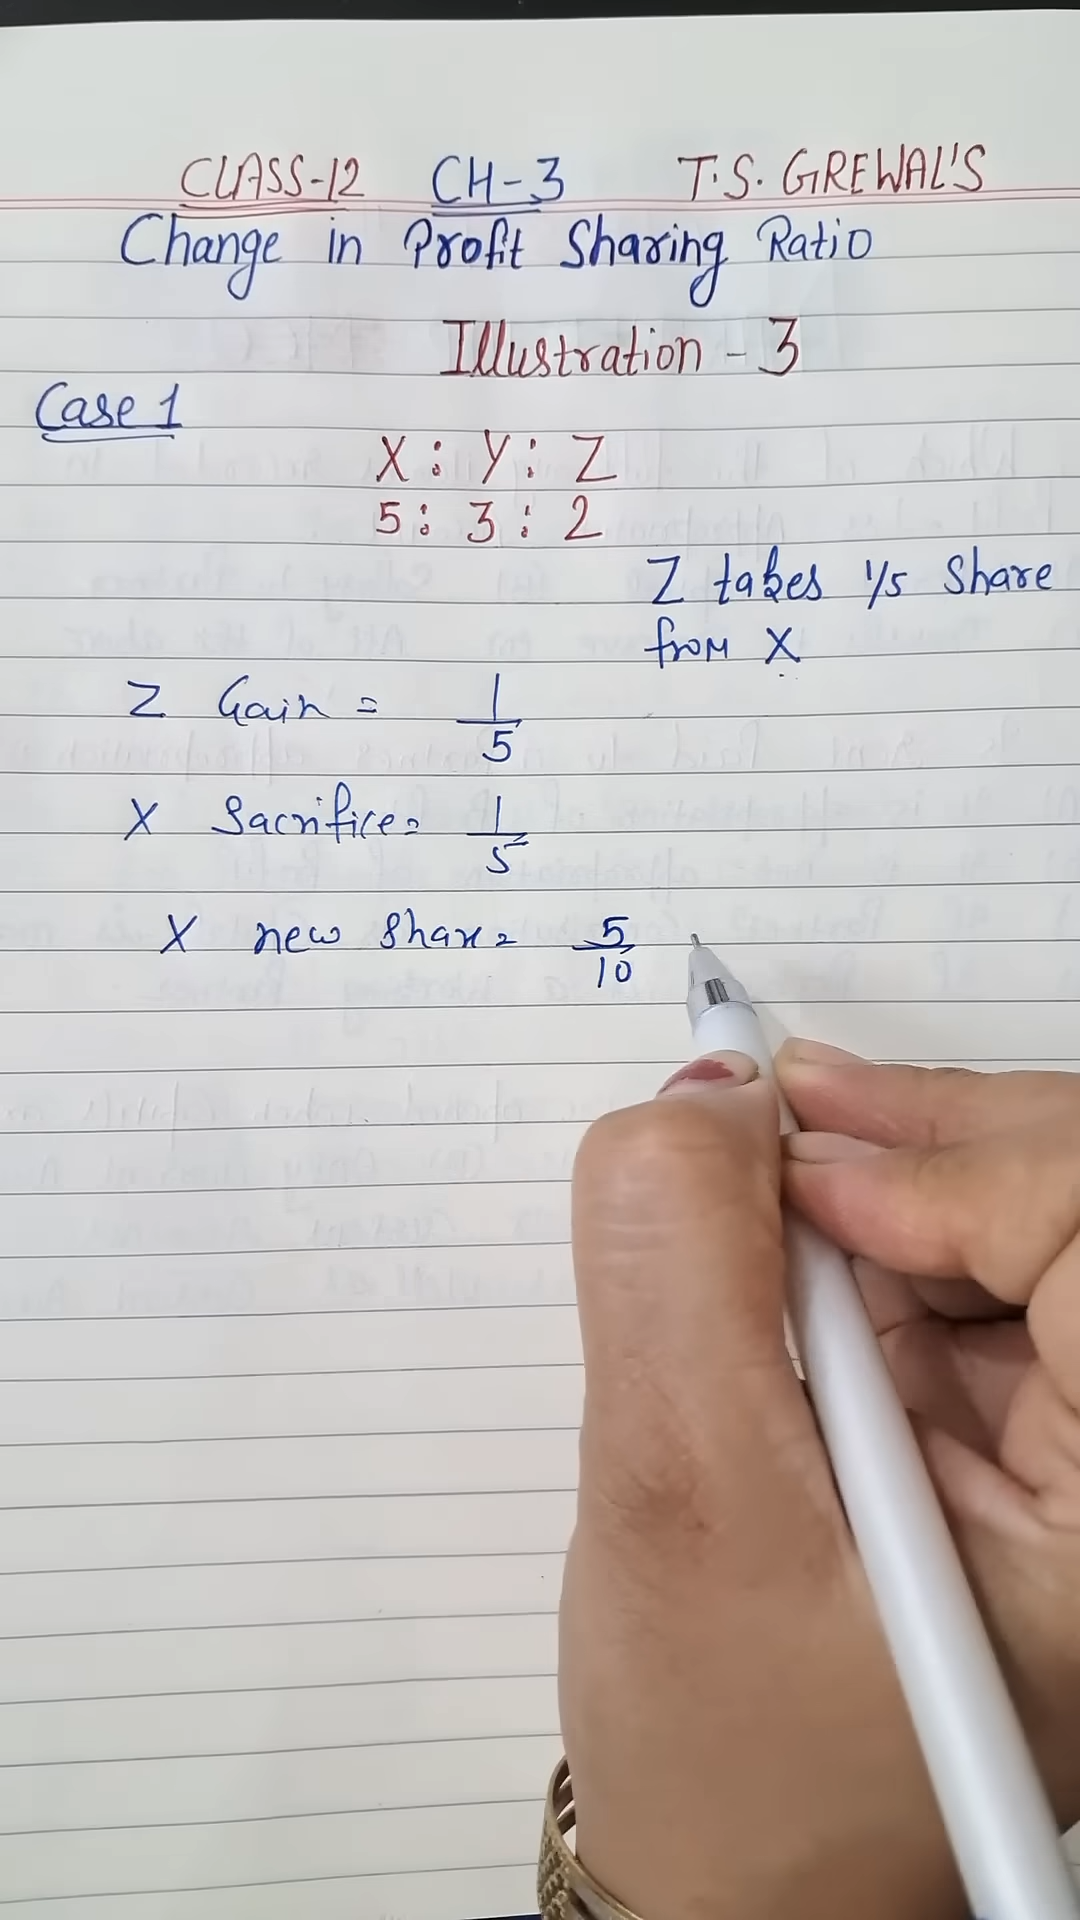 CLASS-12 CH-3 T.S. GREWAL'S
Change in Profit Sharing Ratio
Illustration - 3
Case 1
X : Y : Z
5 : 3 : 2
Z takes 1/5 Share
from X
Z Gain = 1/5
X Sacrifice = 1/5
X new share = 5/10